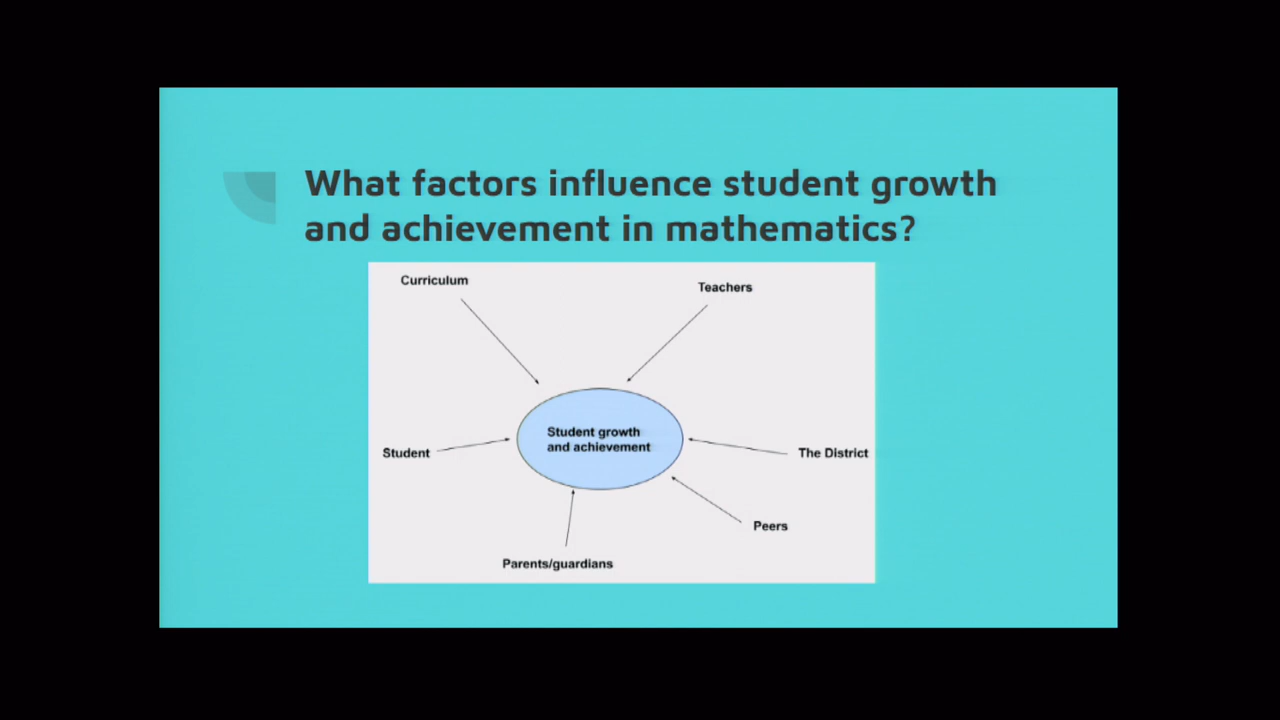 What factors influence student growth
and achievement in mathematics?
Curriculum
Teachers
Student growth
and achievement
Student
The District
Peers
Parents/guardians